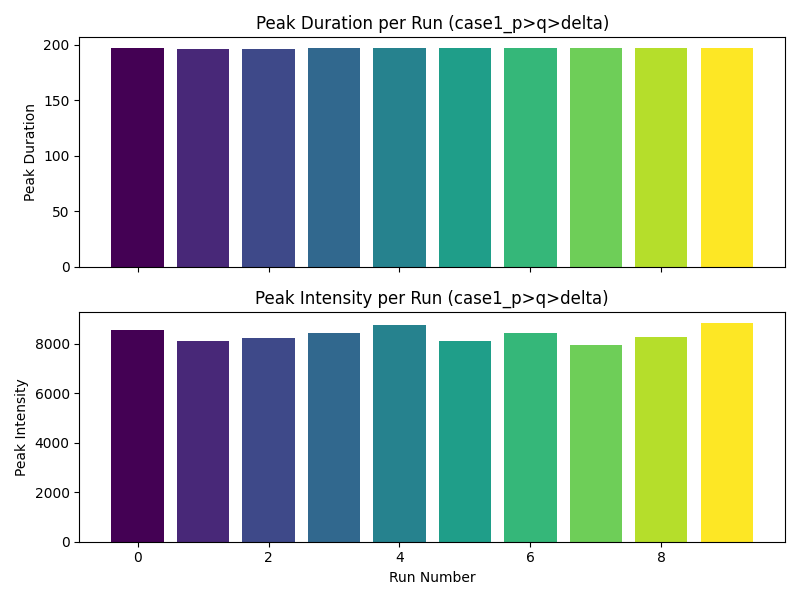 Peak Duration per Run (case1_p>q>delta)
200
150
100
50
0
Peak Duration
Peak Intensity per Run (case1_p>q>delta)
8000
6000
4000
2000
0
Peak Intensity
0 2 4 6 8
Run Number